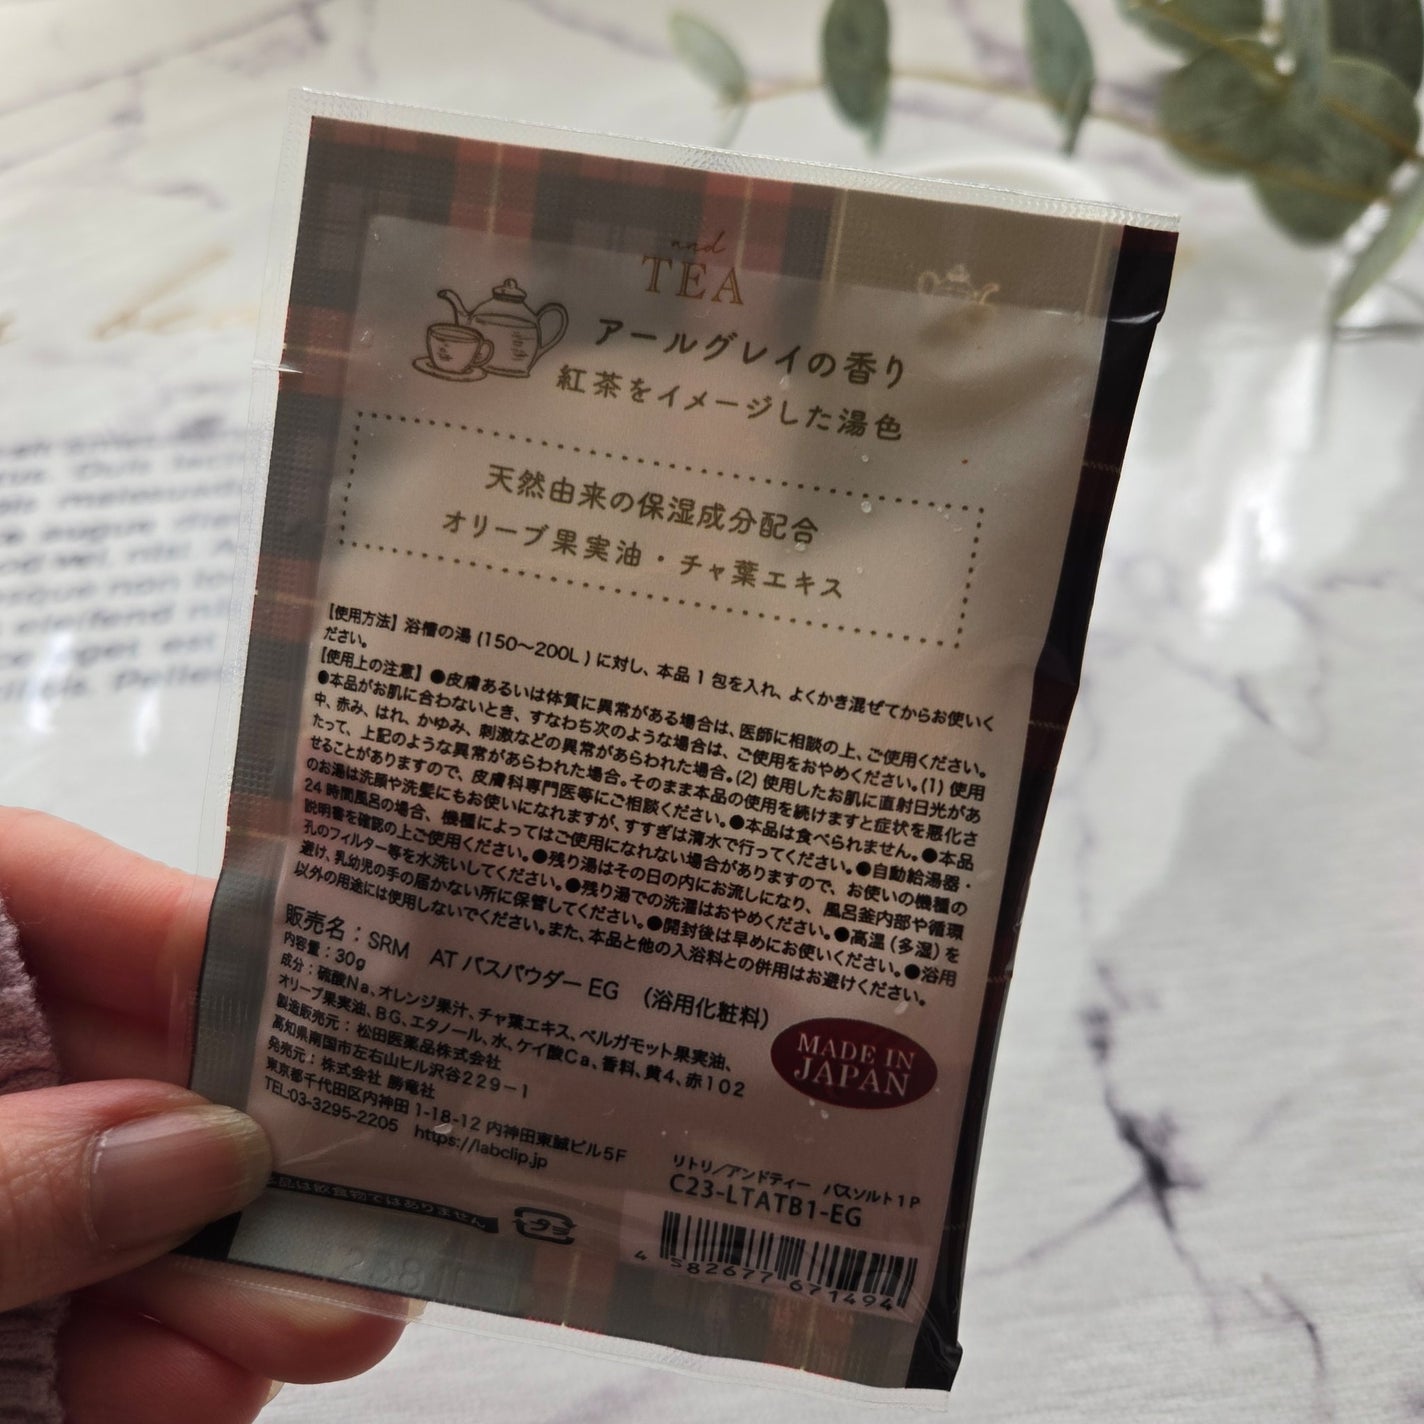 and
TEA
アールグレイの香り
紅茶をイメージした湯色
天然由来の保湿成分配合
オリーブ果実油・チャ葉エキス
【使用方法】浴槽の湯(150〜200L)に対し、本品1包を入れ、よくかき混ぜてからお使いく
ださい。
【使用上の注意】●皮膚あるいは体質に異常がある場合は、医師に相談の上、ご使用ください。
●本品がお肌に合わないとき、すなわち次のような場合は、ご使用をおやめください。(1)使用
中、赤み、はれ、かゆみ、刺激などの異常があらわれた場合。(2)使用したお肌に直射日光があ
たって、上記のような異常があらわれた場合。そのまま本品の使用を続けますと症状を悪化さ
せることがありますので、皮膚科専門医等にご相談ください。●本品は食べられません。●本品
のお湯は洗顔や洗髪にもお使いになれますが、すすぎは清水で行ってください。●自動給湯器・
24時間風呂の場合、機種によってはご使用になれない場合がありますので、お使いの機種の
説明書を確認の上ご使用ください。●残り湯はその日の内にお流しになり、風呂釜内部や循環
孔のフィルター等を水洗いしてください。●残り湯での洗濯はおやめください。●高温(多湿)を
避け、乳幼児の手の届かない所に保管してください。●開封後は早めにお使いください。●浴用
以外の用途には使用しないでください。また、本品と他の入浴料との併用はお避けください。
販売名：SRM ATバスパウダーEG (浴用化粧料)
内容量：30g
成分：硫酸Na、オレンジ果汁、チャ葉エキス、ベルガモット果実油、
オリーブ果実油、BG、エタノール、水、ケイ酸Ca、香料、黄4、赤102
製造販売元：松田医薬品株式会社
高知県南国市左右山ヒル沢谷229-1
発売元：株式会社 勝竜社
東京都千代田区内神田1-18-12 内神田東誠ビル5F
TEL:03-3295-2205 https://labclip.jp
MADE IN
JAPAN
リトリ/アンドティー バスソルト1P
C23-LTATB1-EG
本品は飲食物ではありません
4 582677 671494